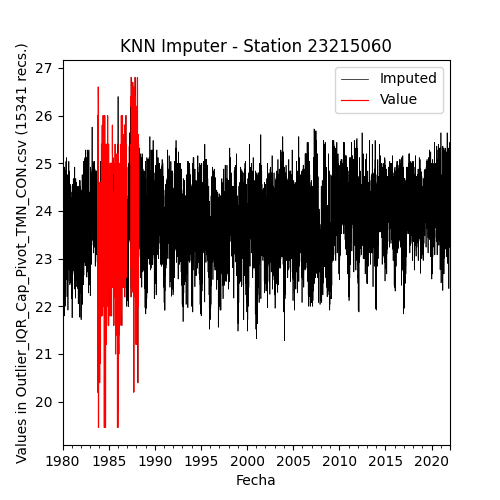 KNN Imputer - Station 23215060
Values in Outlier_IQR_Cap_Pivot_TMN_CON.csv (15341 recs.)
27
26
25
24
23
22
21
20
Imputed
Value
1980 1985 1990 1995 2000 2005 2010 2015 2020
Fecha